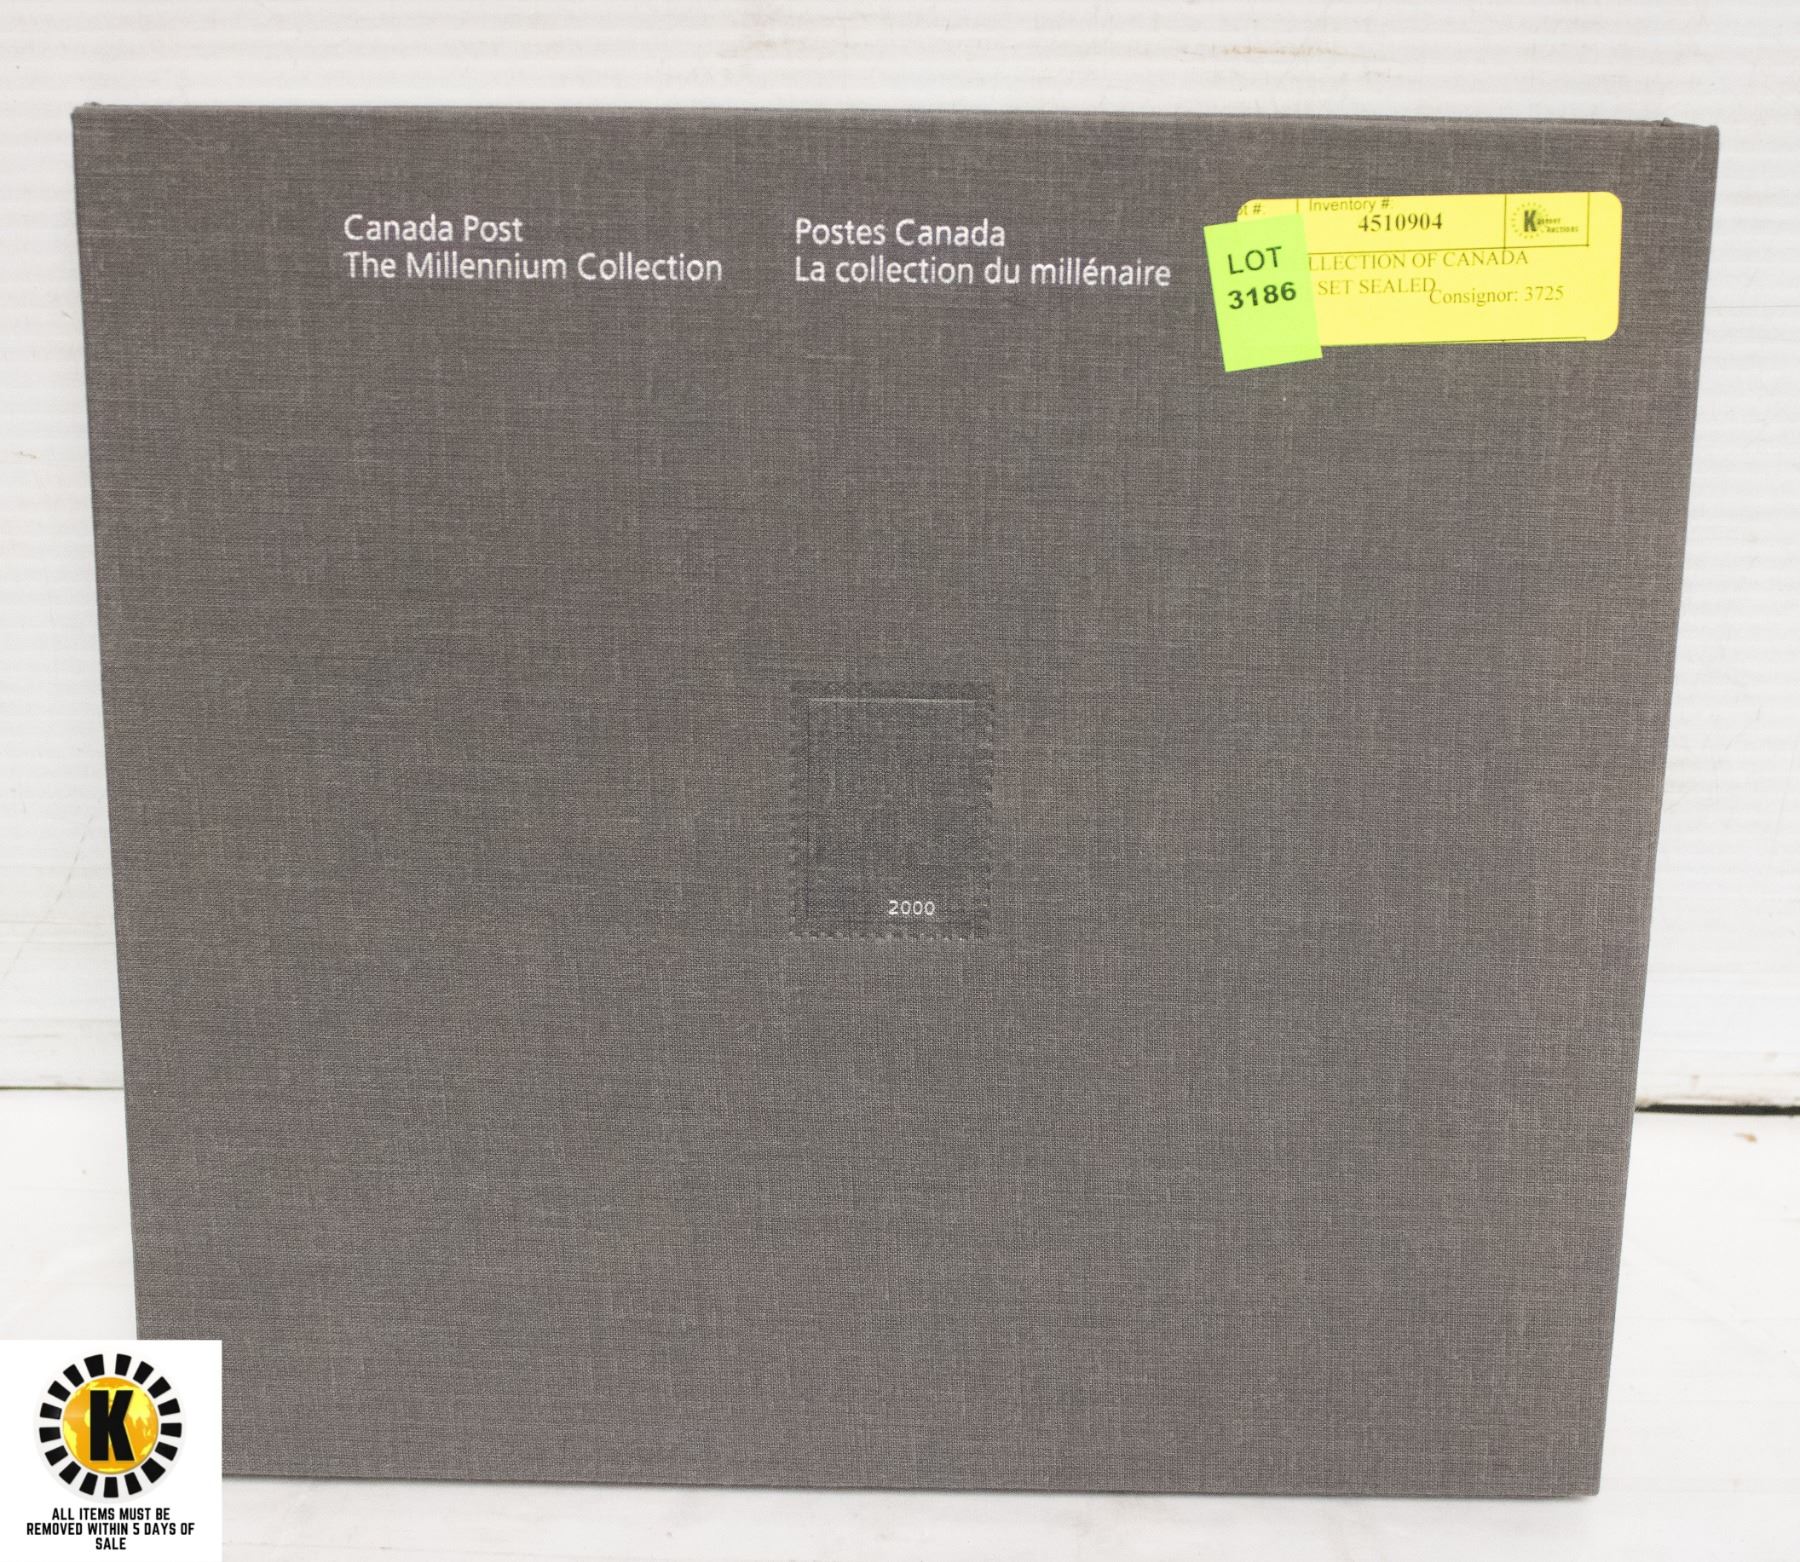 Canada Post
The Millennium Collection
Postes Canada
La collection du millénaire
Inventory #:
4510904
LOT
3186
OF CANADA
SET SEALED
Consignor: 3725
2000
K
ALL ITEMS MUST BE
REMOVED WITHIN 5 DAYS OF
SALE